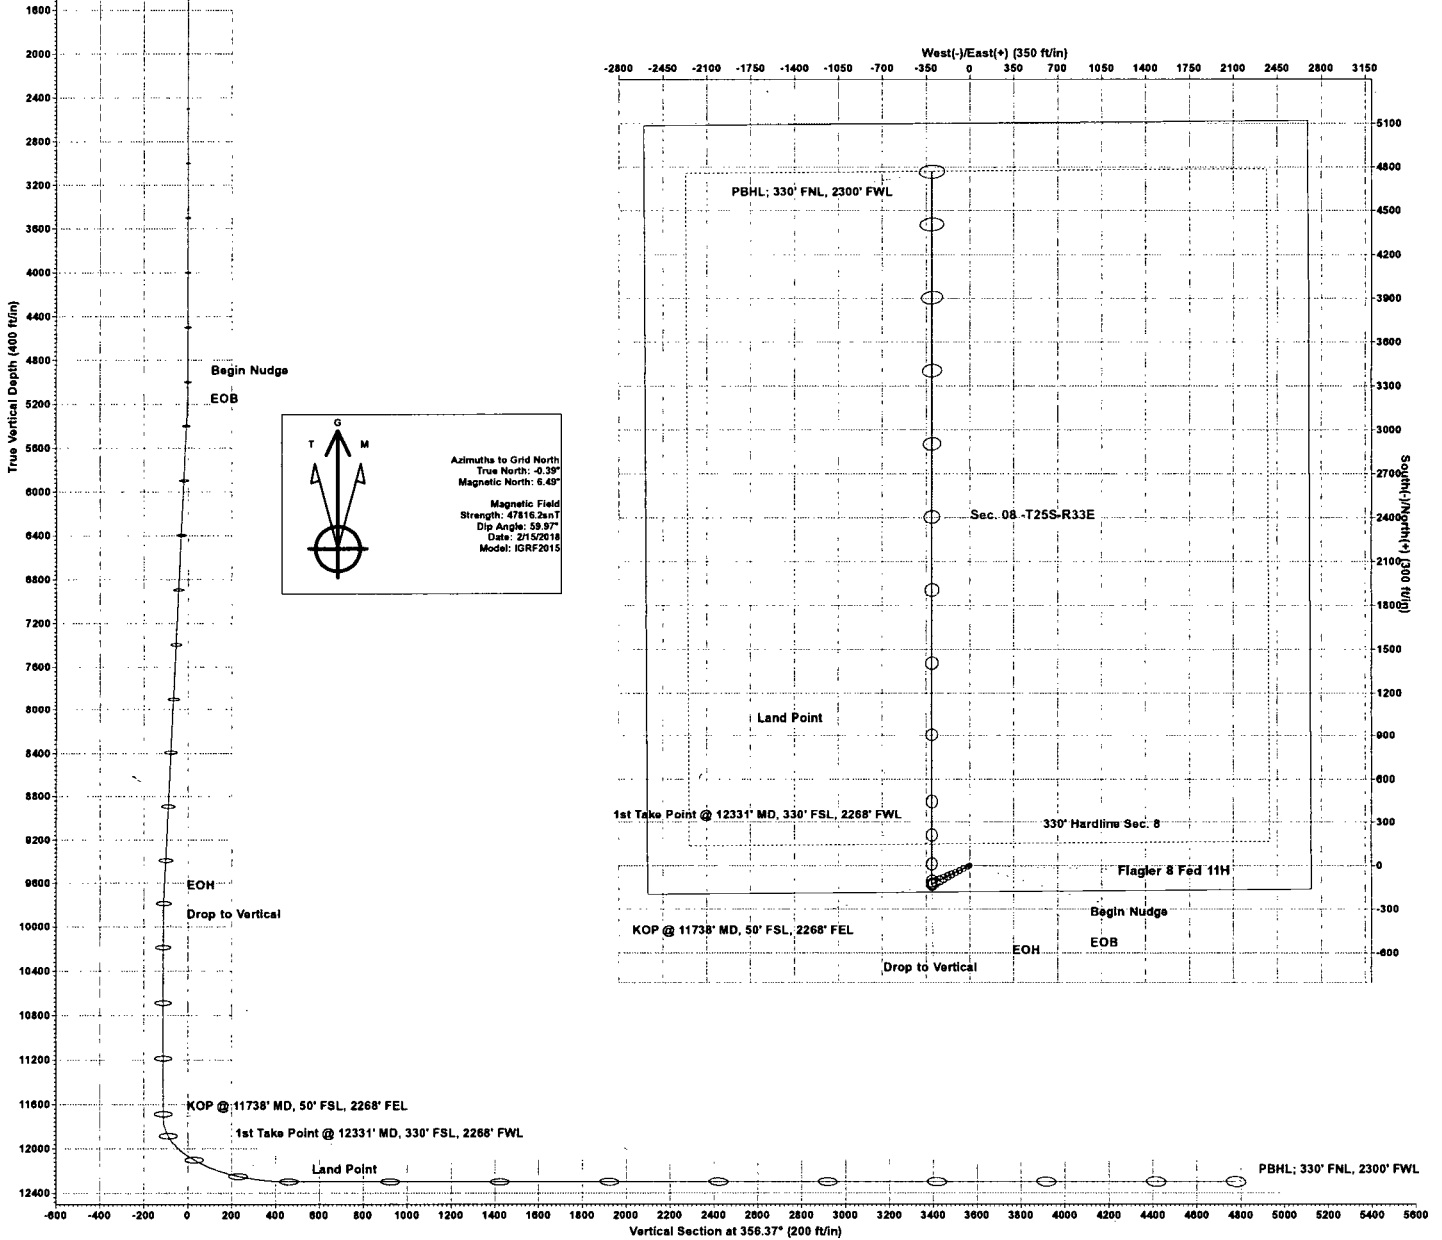 West(-)/East(+) (350 ft/in)
-2800 -2450 -2100 -1750 -1400 -1050 -700 -350 0 350 700 1050 1400 1750 2100 2450 2800 3150
1600
2000
2400
2800
3200
3600
4000
4400
4800
5200
5600
6000
6400
6800
7200
7600
8000
8400
8800
9200
9600
10000
10400
10800
11200
11600
12000
12400
True Vertical Depth (400 ft/in)
Begin Nudge
EOB
G
T M
Azimuths to Grid North
True North: -0.39°
Magnetic North: 6.49°
Magnetic Field
Strength: 47816.2snT
Dip Angle: 59.97°
Date: 2/15/2018
Model: IGRF2015
EOH
Drop to Vertical
KOP @ 11738' MD, 50' FSL, 2268' FEL
1st Take Point @ 12331' MD, 330' FSL, 2268' FWL
Land Point
PBHL; 330' FNL, 2300' FWL
-600 -400 -200 0 200 400 600 800 1000 1200 1400 1600 1800 2000 2200 2400 2600 2800 3000 3200 3400 3600 3800 4000 4200 4400 4600 4800 5000 5200 5400 5600
Vertical Section at 356.37° (200 ft/in)
PBHL; 330' FNL, 2300' FWL
Sec. 08 -T25S-R33E
Land Point
1st Take Point @ 12331' MD, 330' FSL, 2268' FWL
330' Hardline Sec. 8
Flagler 8 Fed 11H
Begin Nudge
KOP @ 11738' MD, 50' FSL, 2268' FEL
EOH
EOB
Drop to Vertical
5100
4800
4500
4200
3900
3600
3300
3000
2700
2400
2100
1800
1500
1200
900
600
300
0
-300
-600
South(-)/North(+) (300 ft/in)